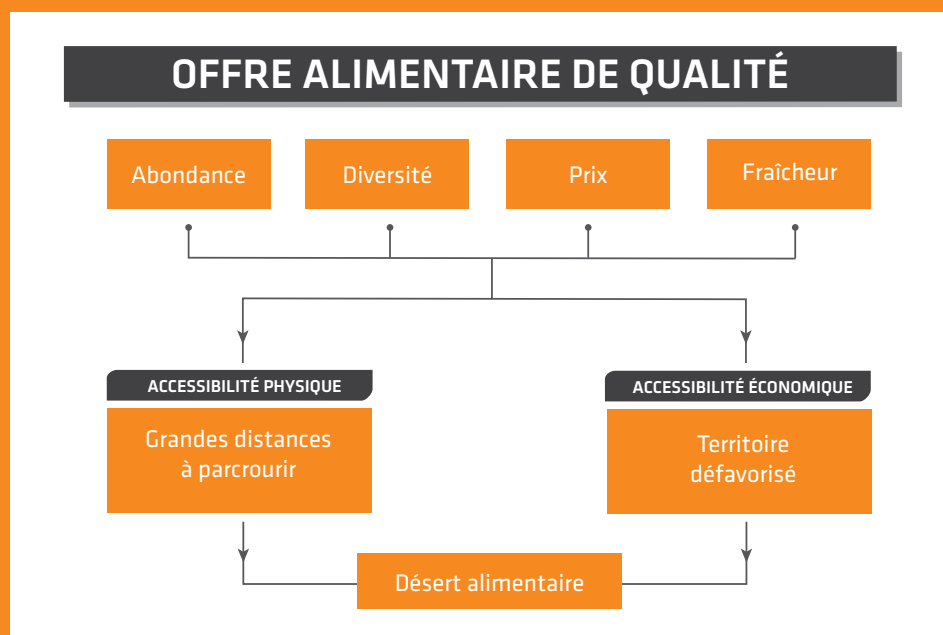 OFFRE ALIMENTAIRE DE QUALITÉ
Abondance
Diversité
Prix
Fraîcheur
ACCESSIBILITÉ PHYSIQUE
Grandes distances
à parcrourir
ACCESSIBILITÉ ÉCONOMIQUE
Territoire
défavorisé
Désert alimentaire